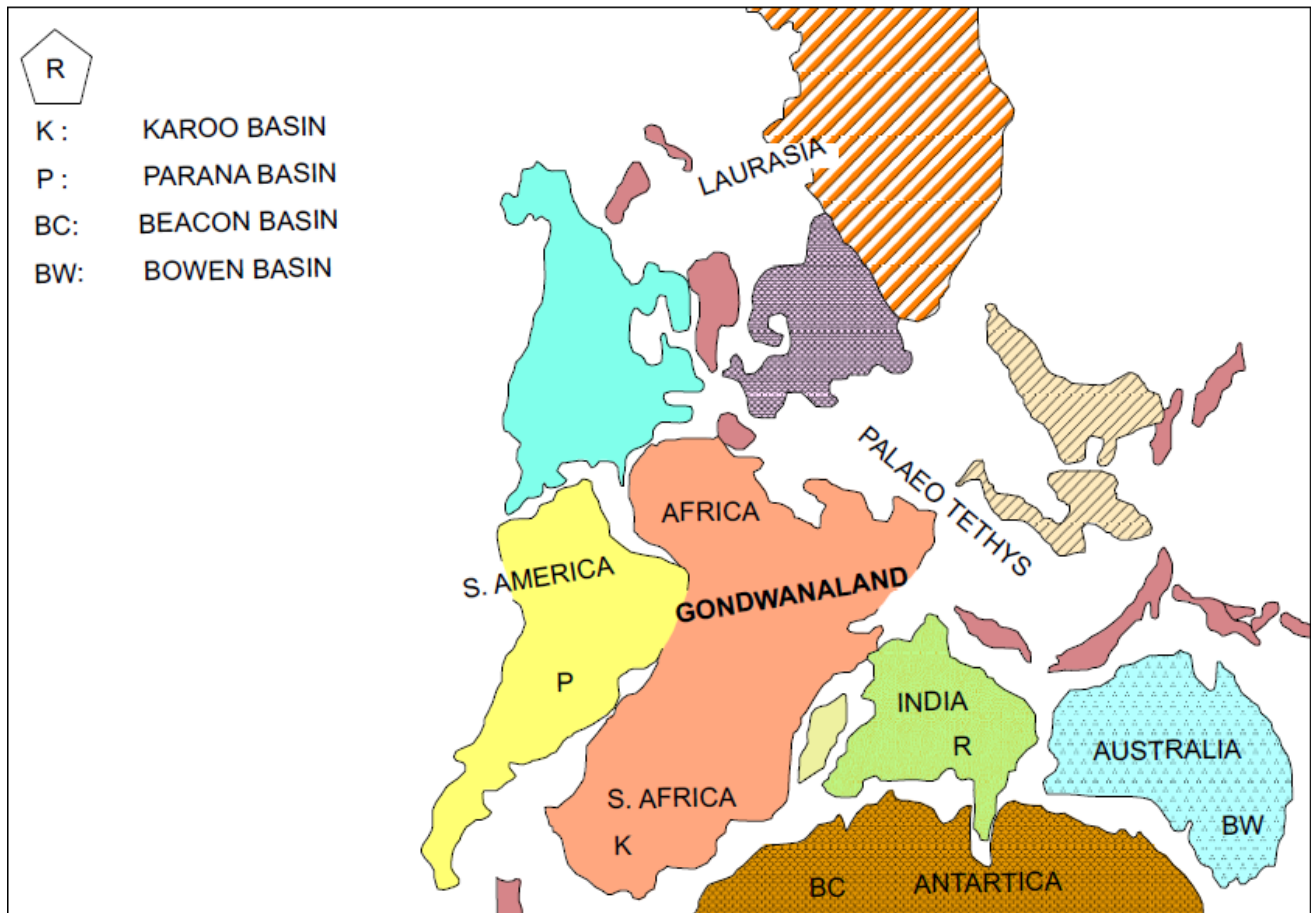 R
K : KAROO BASIN
P : PARANA BASIN
BC: BEACON BASIN
BW: BOWEN BASIN
LAURASIA
PALAEO TETHYS
AFRICA
S. AMERICA
GONDWANALAND
P
INDIA
R
AUSTRALIA
S. AFRICA
BW
K
BC ANTARTICA